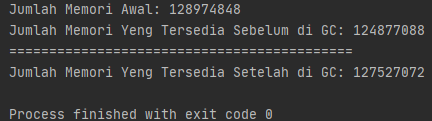 Jumlah Memori Awal: 128974848
Jumlah Memori Yeng Tersedia Sebelum di GC: 124877088
===========================================
Jumlah Memori Yeng Tersedia Setelah di GC: 127527072
Process finished with exit code 0